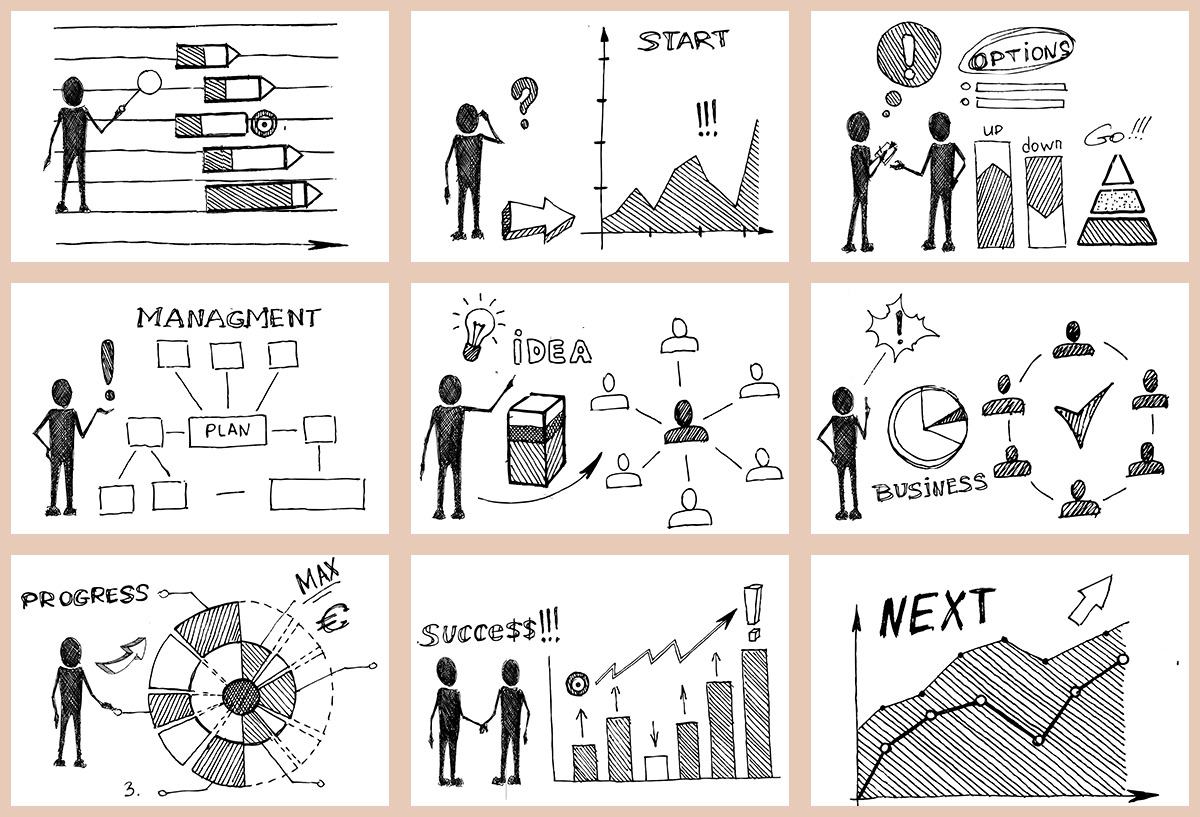 START
?
!!!
!
OPTIONS
up
down
Go!!!
MANAGMENT
!
PLAN
iDEA
!
BUSiNESS
PROGRESS
MAX
€
3.
Succe$$!!!
!
NEXT